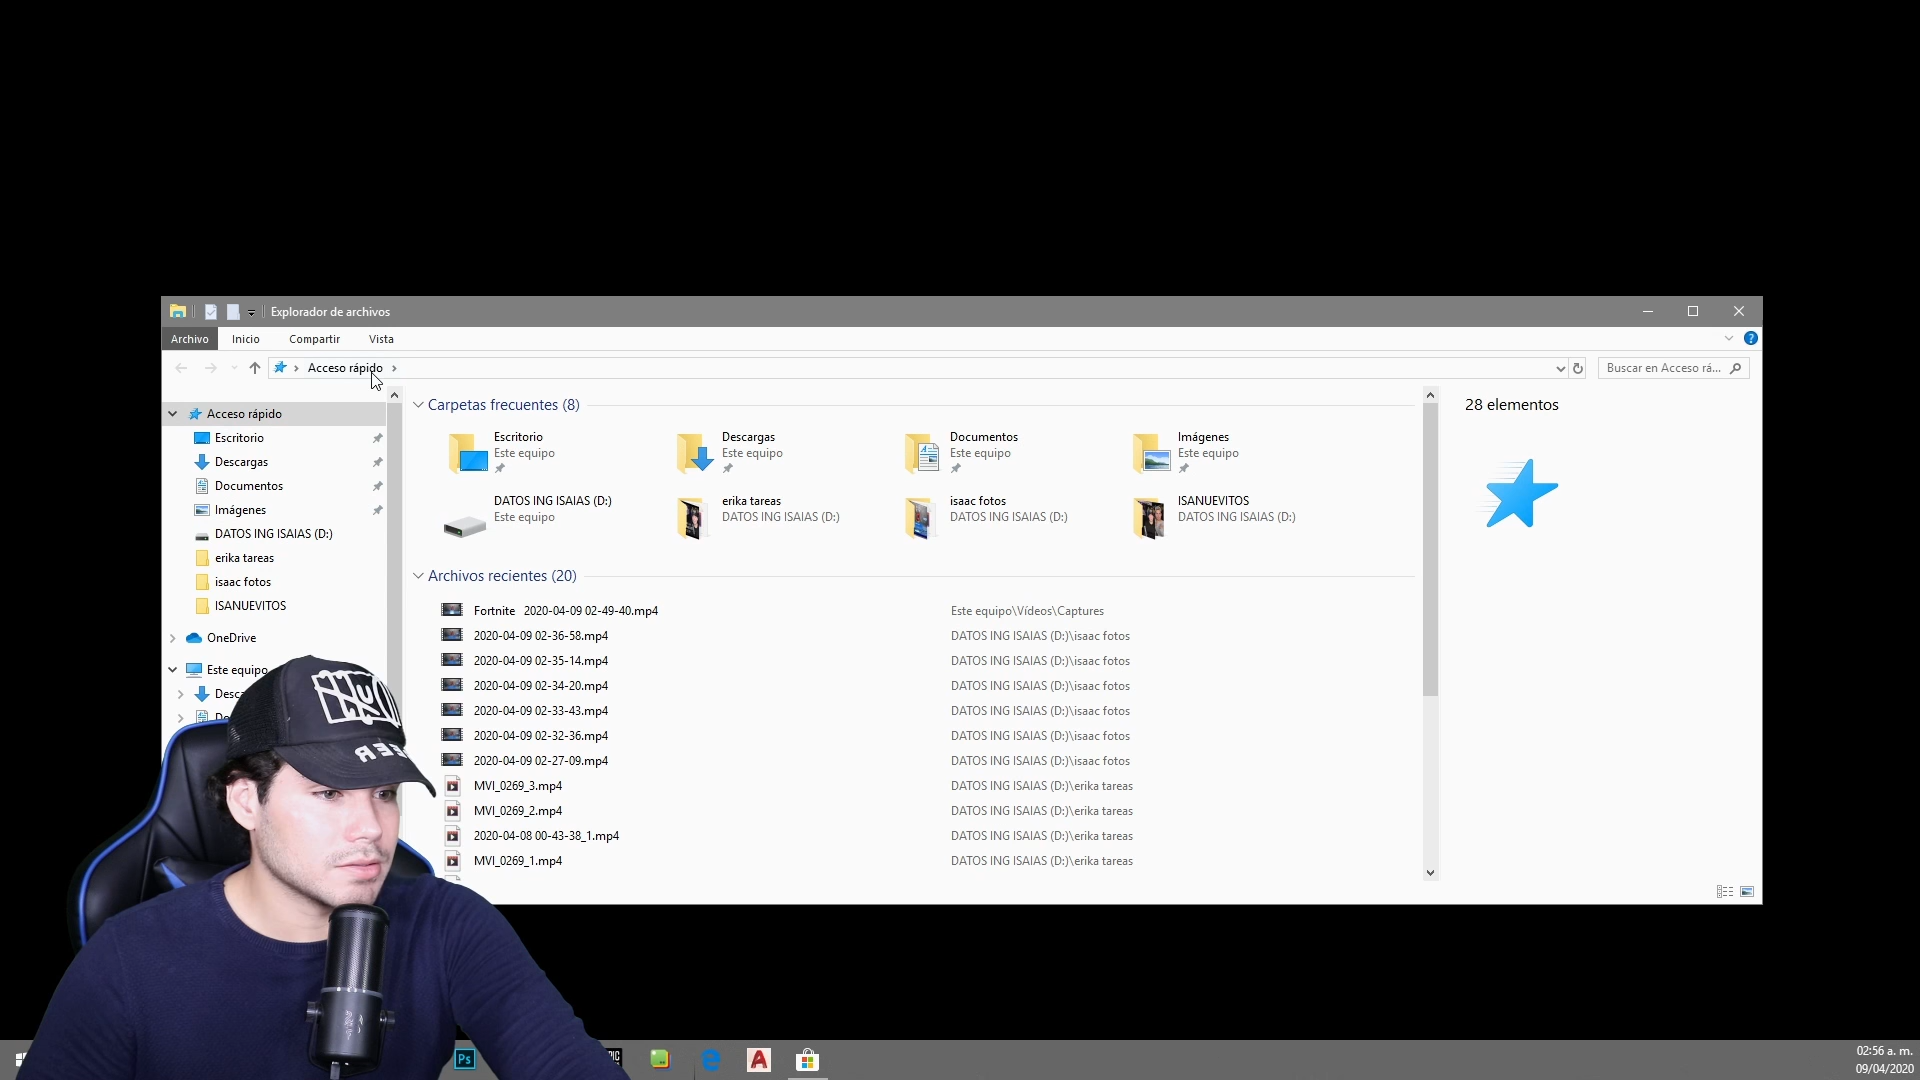 Explorador de archivos
Archivo Inicio Compartir Vista
Acceso rápido
Buscar en Acceso rá...
Acceso rápido
Escritorio
Descargas
Documentos
Imágenes
DATOS ING ISAIAS (D:)
erika tareas
isaac fotos
ISANUEVITOS
OneDrive
Este equipo
Carpetas frecuentes (8)
Escritorio
Este equipo
Descargas
Este equipo
Documentos
Este equipo
Imágenes
Este equipo
DATOS ING ISAIAS (D:)
Este equipo
erika tareas
DATOS ING ISAIAS (D:)
isaac fotos
DATOS ING ISAIAS (D:)
ISANUEVITOS
DATOS ING ISAIAS (D:)
Archivos recientes (20)
Fortnite 2020-04-09 02-49-40.mp4 Este equipo\Vídeos\Captures
2020-04-09 02-36-58.mp4 DATOS ING ISAIAS (D:)\isaac fotos
2020-04-09 02-35-14.mp4 DATOS ING ISAIAS (D:)\isaac fotos
2020-04-09 02-34-20.mp4 DATOS ING ISAIAS (D:)\isaac fotos
2020-04-09 02-33-43.mp4 DATOS ING ISAIAS (D:)\isaac fotos
2020-04-09 02-32-36.mp4 DATOS ING ISAIAS (D:)\isaac fotos
2020-04-09 02-27-09.mp4 DATOS ING ISAIAS (D:)\isaac fotos
MVI_0269_3.mp4 DATOS ING ISAIAS (D:)\erika tareas
MVI_0269_2.mp4 DATOS ING ISAIAS (D:)\erika tareas
2020-04-08 00-43-38_1.mp4 DATOS ING ISAIAS (D:)\erika tareas
MVI_0269_1.mp4 DATOS ING ISAIAS (D:)\erika tareas
28 elementos
Ps
02:56 a. m.
09/04/2020